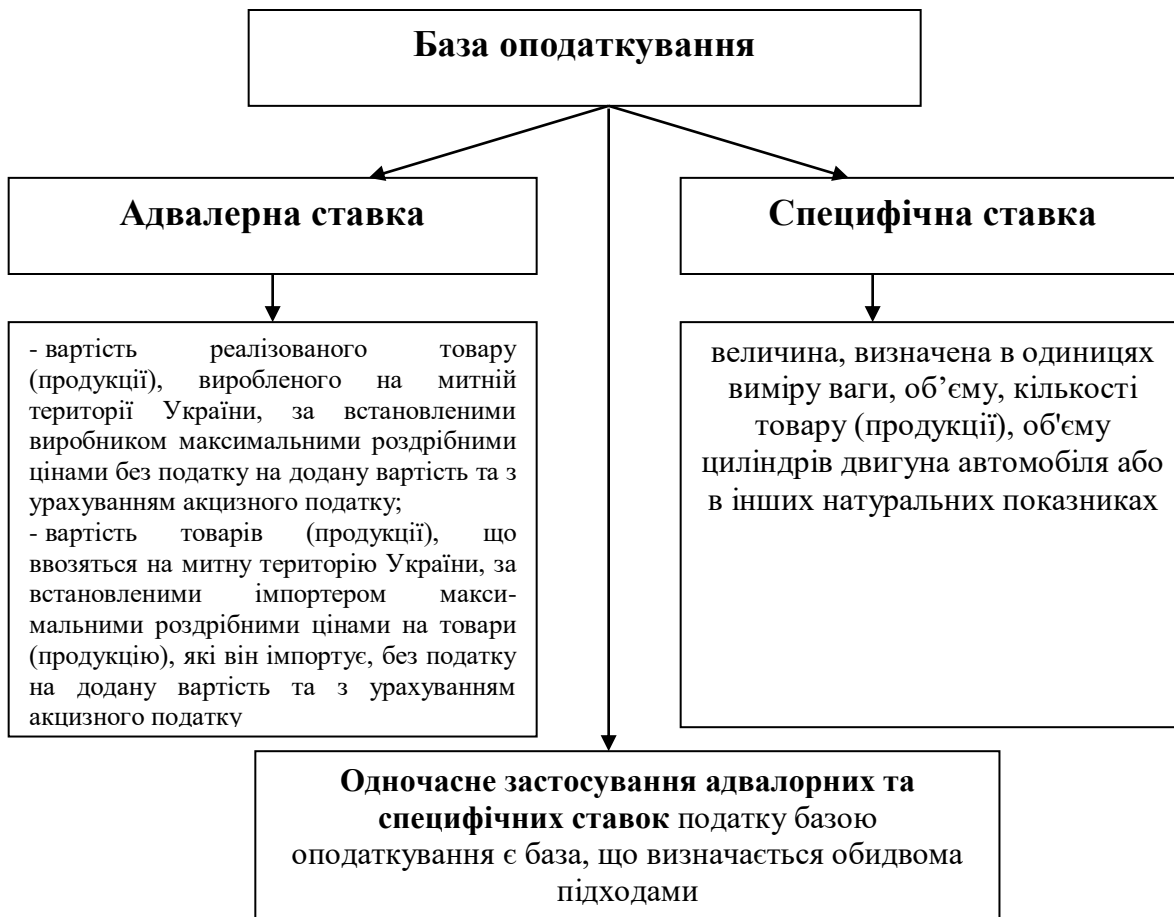 База оподаткування
Адвалерна ставка
Специфічна ставка
- вартість реалізованого товару
(продукції), виробленого на митній
території України, за встановленими
виробником максимальними роздрібними
цінами без податку на додану вартість та з
урахуванням акцизного податку;
- вартість товарів (продукції), що
ввозяться на митну територію України, за
встановленими імпортером макси-
мальними роздрібними цінами на товари
(продукцію), які він імпортує, без податку
на додану вартість та з урахуванням
акцизного податку
величина, визначена в одиницях
виміру ваги, об’єму, кількості
товару (продукції), об'єму
циліндрів двигуна автомобіля або
в інших натуральних показниках
Одночасне застосування адвалорних та
специфічних ставок податку базою
оподаткування є база, що визначається обидвома
підходами